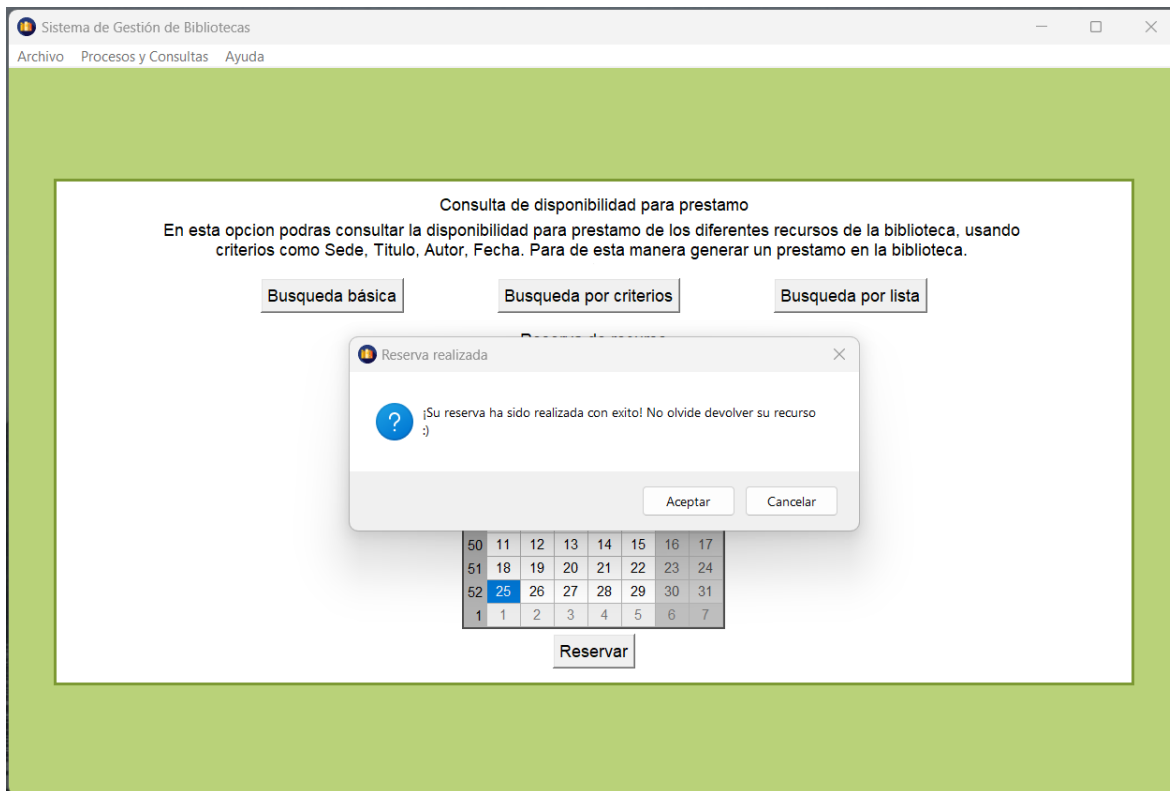 Sistema de Gestión de Bibliotecas
Archivo Procesos y Consultas Ayuda
Consulta de disponibilidad para prestamo
En esta opcion podras consultar la disponibilidad para prestamo de los diferentes recursos de la biblioteca, usando
criterios como Sede, Titulo, Autor, Fecha. Para de esta manera generar un prestamo en la biblioteca.
Busqueda básica Busqueda por criterios Busqueda por lista
Reserva realizada
¡Su reserva ha sido realizada con exito! No olvide devolver su recurso
:)
Aceptar Cancelar
50 11 12 13 14 15 16 17
51 18 19 20 21 22 23 24
52 25 26 27 28 29 30 31
1 1 2 3 4 5 6 7
Reservar